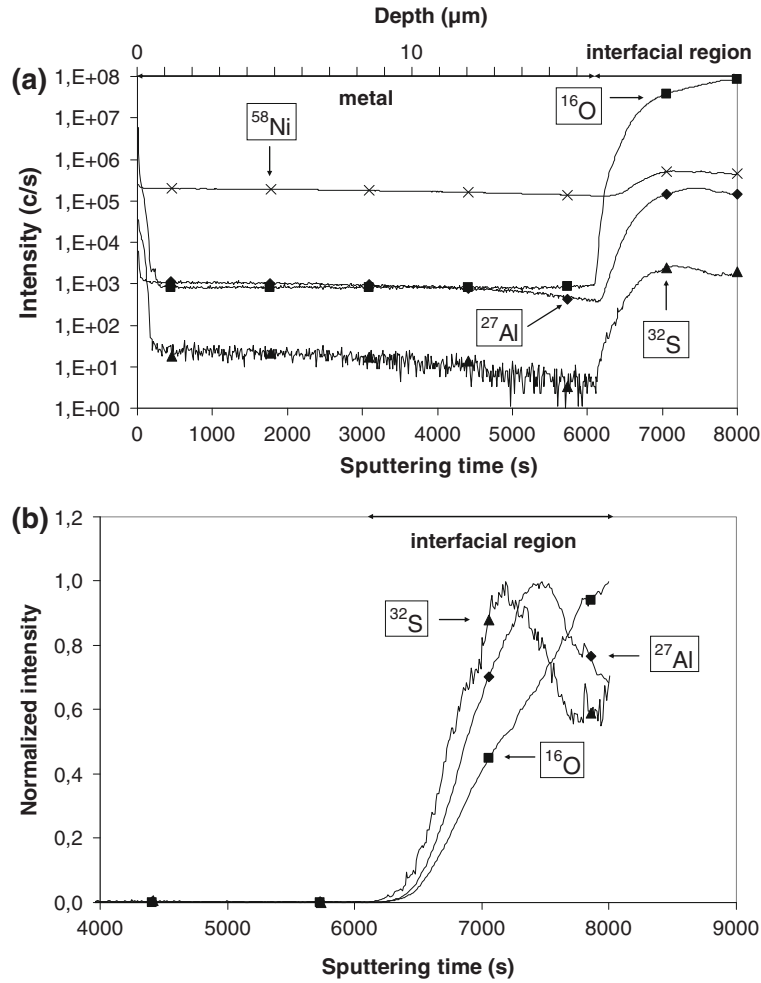 Depth (µm)
0 10 interfacial region
(a)
1,E+08
1,E+07
1,E+06
1,E+05
1,E+04
1,E+03
1,E+02
1,E+01
1,E+00
Intensity (c/s)
metal
58Ni
16O
27Al
32S
0 1000 2000 3000 4000 5000 6000 7000 8000
Sputtering time (s)
(b)
1,2
1,0
0,8
0,6
0,4
0,2
0,0
Normalized intensity
interfacial region
32S
27Al
16O
4000 5000 6000 7000 8000 9000
Sputtering time (s)